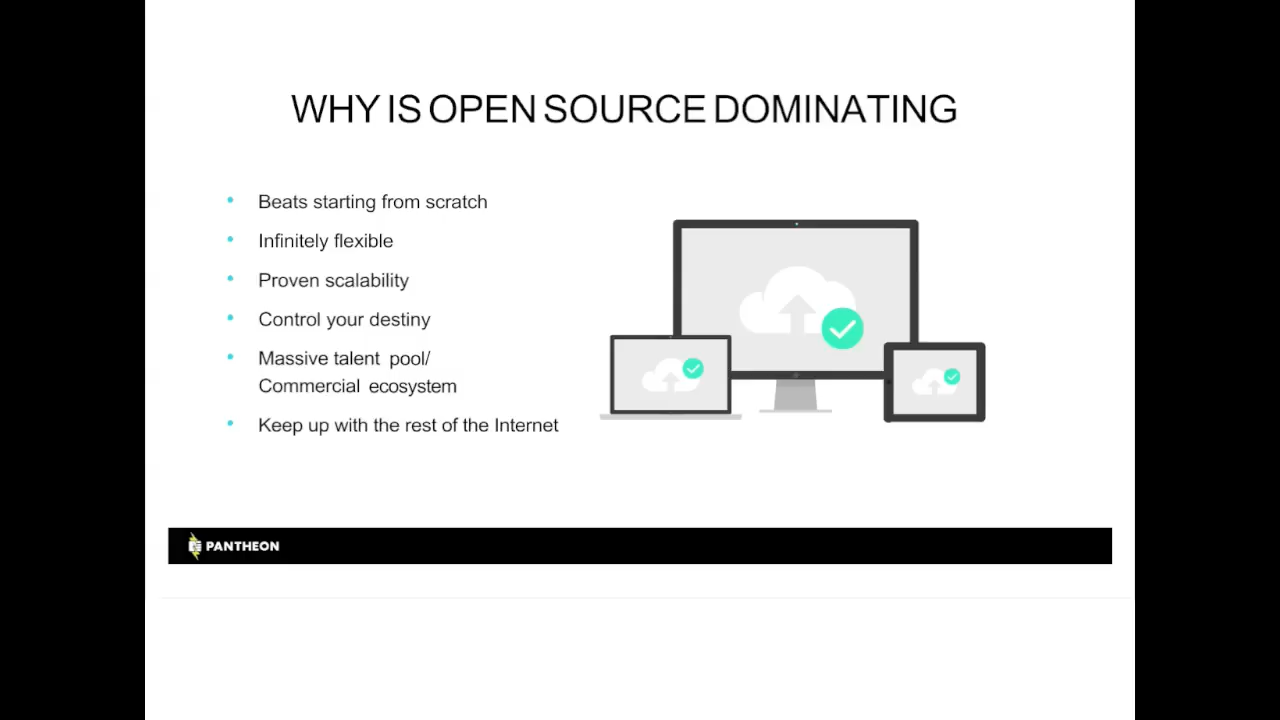 WHY IS OPEN SOURCE DOMINATING
• Beats starting from scratch
• Infinitely flexible
• Proven scalability
• Control your destiny
• Massive talent pool/
Commercial ecosystem
• Keep up with the rest of the Internet
PANTHEON